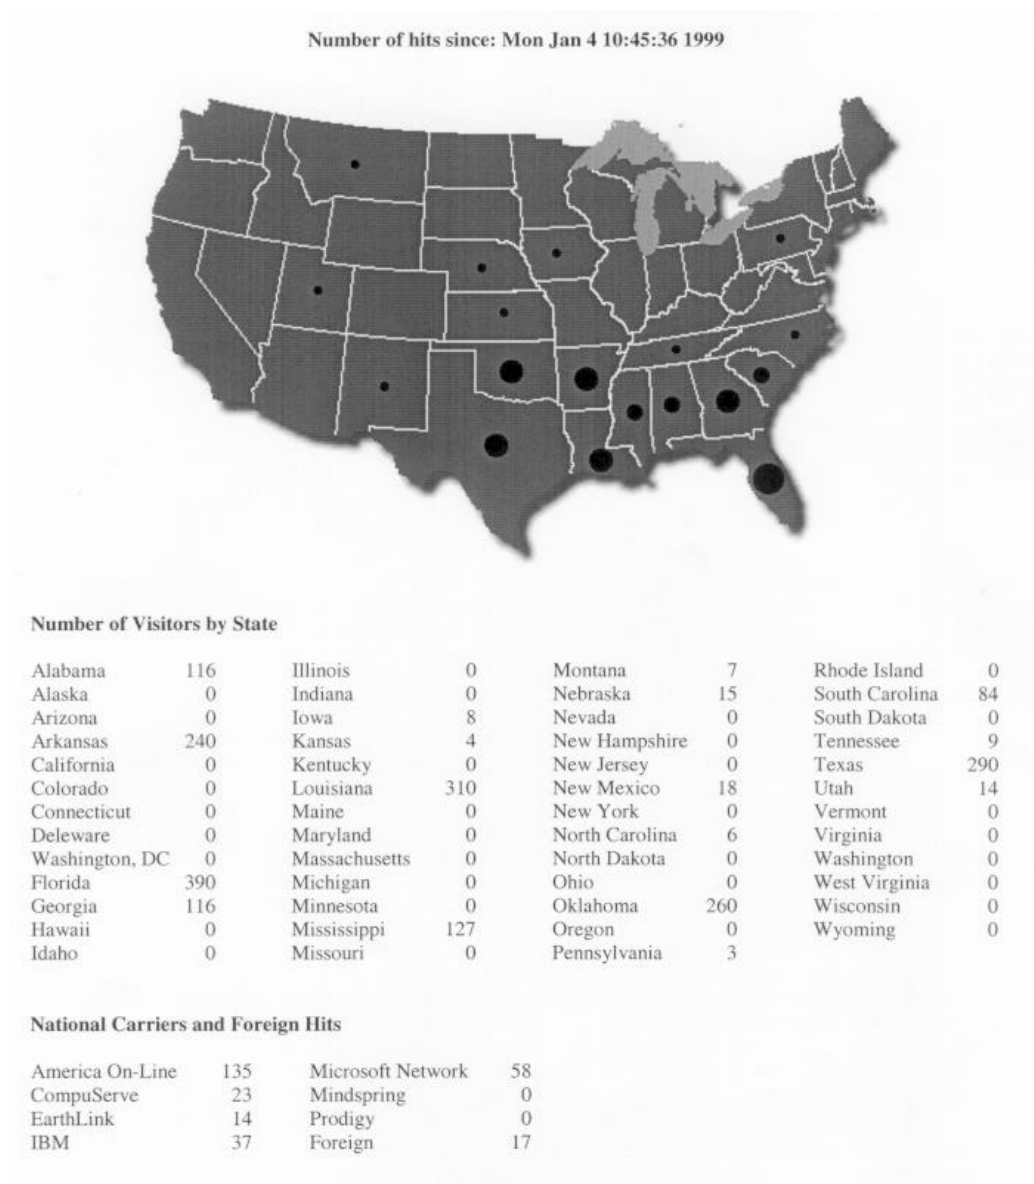 Number of hits since: Mon Jan 4 10:45:36 1999
Number of Visitors by State
Alabama 116 Illinois 0 Montana 7 Rhode Island 0
Alaska 0 Indiana 0 Nebraska 15 South Carolina 84
Arizona 0 Iowa 8 Nevada 0 South Dakota 0
Arkansas 240 Kansas 4 New Hampshire 0 Tennessee 9
California 0 Kentucky 0 New Jersey 0 Texas 290
Colorado 0 Louisiana 310 New Mexico 18 Utah 14
Connecticut 0 Maine 0 New York 0 Vermont 0
Deleware 0 Maryland 0 North Carolina 6 Virginia 0
Washington, DC 0 Massachusetts 0 North Dakota 0 Washington 0
Florida 390 Michigan 0 Ohio 0 West Virginia 0
Georgia 116 Minnesota 0 Oklahoma 260 Wisconsin 0
Hawaii 0 Mississippi 127 Oregon 0 Wyoming 0
Idaho 0 Missouri 0 Pennsylvania 3
National Carriers and Foreign Hits
America On-Line 135 Microsoft Network 58
CompuServe 23 Mindspring 0
EarthLink 14 Prodigy 0
IBM 37 Foreign 17